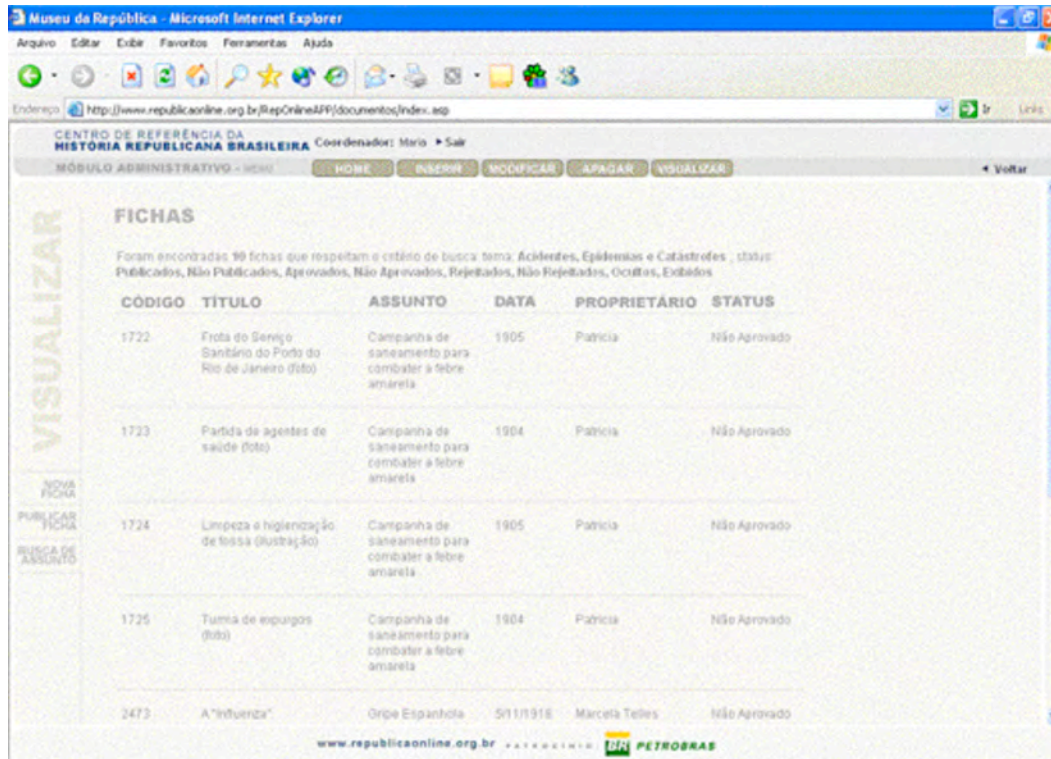 Museu da República - Microsoft Internet Explorer
Arquivo Editar Exibir Favoritos Ferramentas Ajuda
Endereço http://www.republicaonline.org.br/RepOnlineAPP/documentos/index.asp Ir Links
CENTRO DE REFERÊNCIA DA
HISTÓRIA REPUBLICANA BRASILEIRA Coordenador: Mario Sair
MÓDULO ADMINISTRATIVO - MENU HOME INSERIR MODIFICAR APAGAR VISUALIZAR Voltar
VISUALIZAR
FICHAS
Foram encontradas 10 fichas que respeitam o critério de busca: tema: Acidentes, Epidemias e Catástrofes , status:
Publicados, Não Publicados, Aprovados, Não Aprovados, Rejeitados, Não Rejeitados, Ocultos, Exibidos
CÓDIGO TÍTULO ASSUNTO DATA PROPRIETÁRIO STATUS
1722 Frota do Serviço Campanha de 1905 Patricia Não Aprovado
Sanitário do Porto do saneamento para
Rio de Janeiro (foto) combater a febre
amarela
1723 Partida de agentes de Campanha de 1904 Patricia Não Aprovado
saúde (foto) saneamento para
combater a febre
amarela
NOVA
FICHA
PUBLICAR
FICHA
BUSCA DE
ASSUNTO
1724 Limpeza e higienização Campanha de 1905 Patricia Não Aprovado
de fossa (ilustração) saneamento para
combater a febre
amarela
1725 Turma de expurgos Campanha de 1904 Patricia Não Aprovado
(foto) saneamento para
combater a febre
amarela
2473 A "Influenza" Gripe Espanhola 5/11/1918 Marcela Telles Não Aprovado
www.republicaonline.org.br PATROCÍNIO: BR PETROBRAS